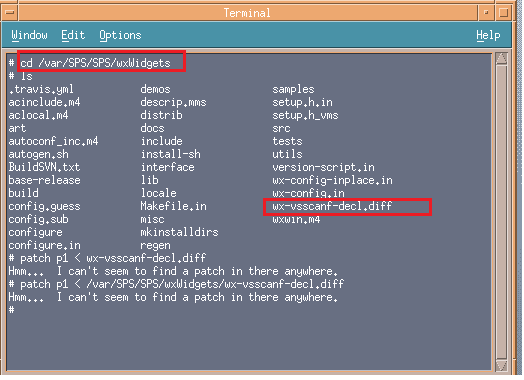 Terminal
Window Edit Options Help
# cd /var/SPS/SPS/wxWidgets
# ls
.travis.yml demos samples
acinclude.m4 descrip.mms setup.h.in
aclocal.m4 distrib setup.h_vms
art docs src
autoconf_inc.m4 include tests
autogen.sh install-sh utils
BuildSVN.txt interface version-script.in
base-release lib wx-config-inplace.in
build locale wx-config.in
config.guess Makefile.in wx-vsscanf-decl.diff
config.sub misc wxwin.m4
configure mkinstalldirs
configure.in regen
# patch p1 < wx-vsscanf-decl.diff
Hmm... I can't seem to find a patch in there anywhere.
# patch p1 < /var/SPS/SPS/wxWidgets/wx-vsscanf-decl.diff
Hmm... I can't seem to find a patch in there anywhere.
#